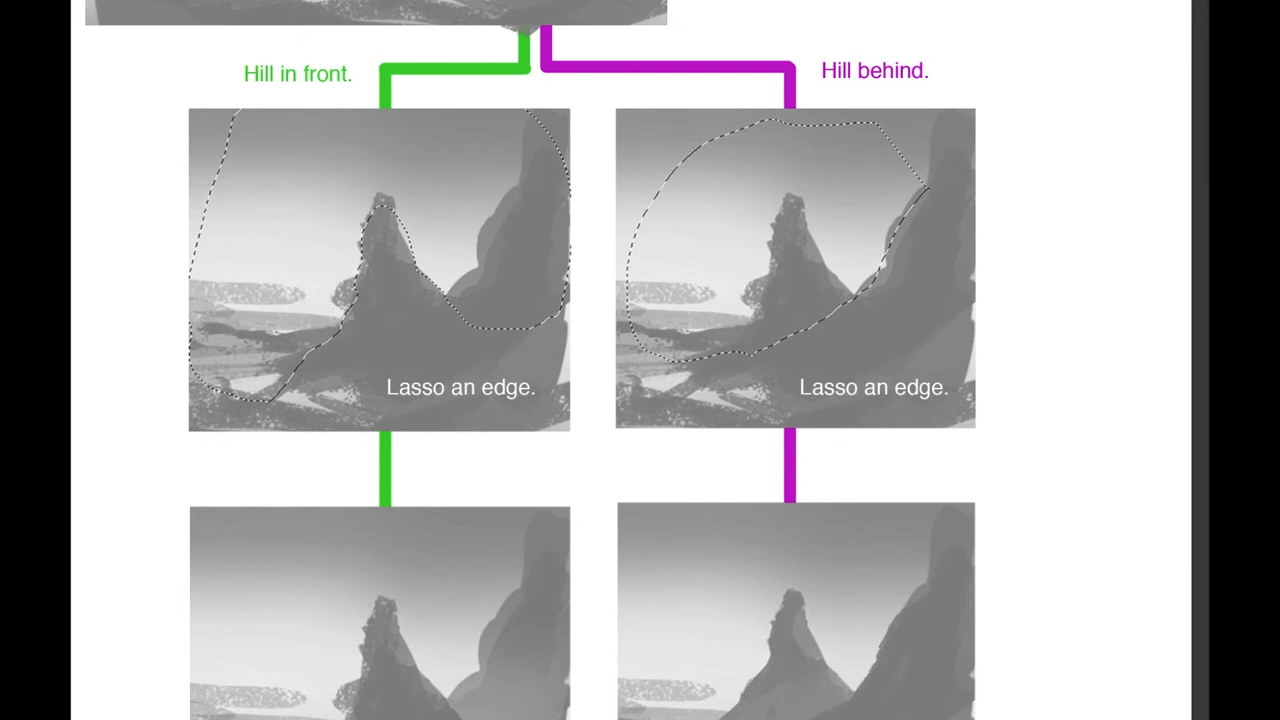 Hill in front.
Hill behind.
Lasso an edge.
Lasso an edge.